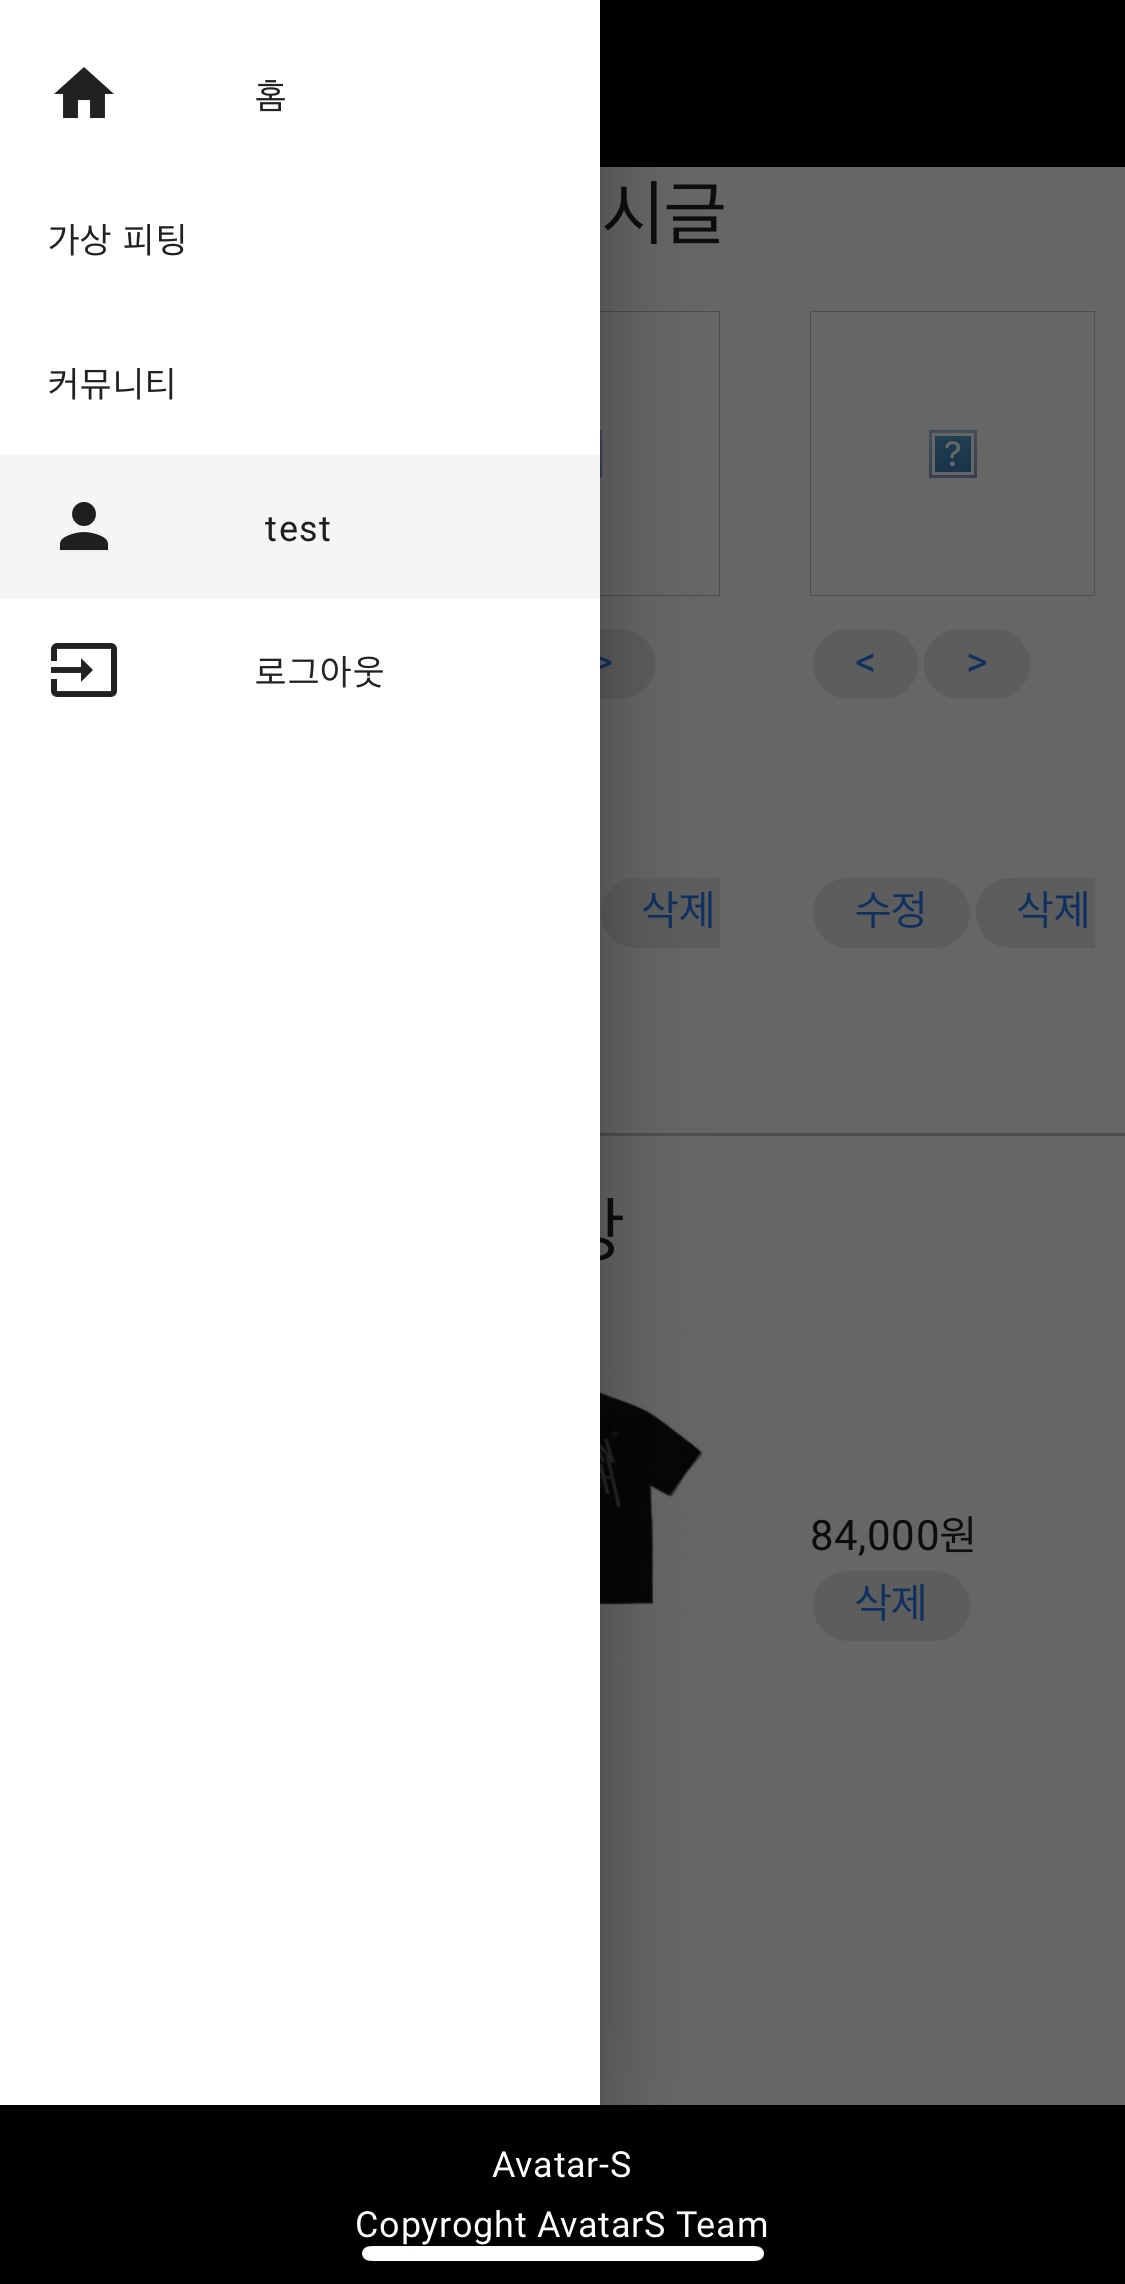 홈
가상 피팅
커뮤니티
test
로그아웃
시글
?
> < >
삭제 수정 삭제
84,000원
삭제
Avatar-S
Copyroght AvatarS Team